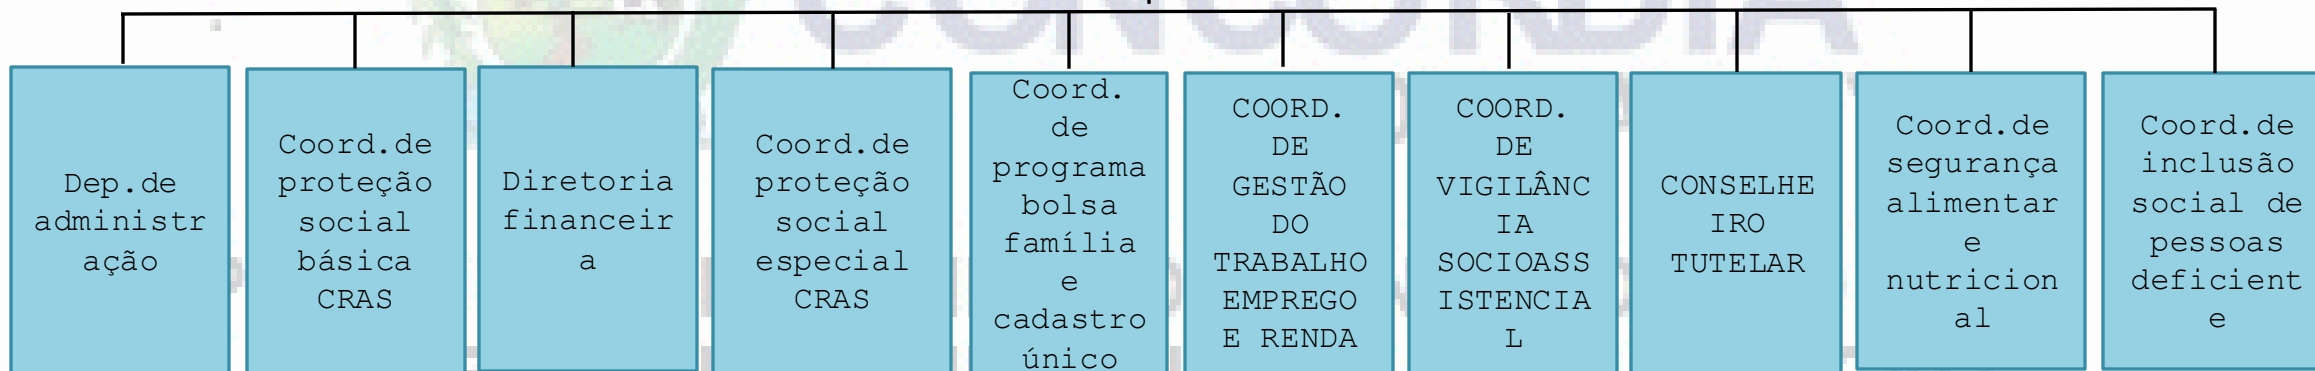 CONCORDIA
Dep.de
administr
ação
Coord.de
proteção
social
básica
CRAS
Diretoria
financeir
a
Coord.de
proteção
social
especial
CRAS
Coord.
de
programa
bolsa
família
e
cadastro
único
COORD.
DE
GESTÃO
DO
TRABALHO
EMPREGO
E RENDA
COORD.
DE
VIGILÂNC
IA
SOCIOASS
ISTENCIA
L
CONSELHE
IRO
TUTELAR
Coord.de
segurança
alimentar
e
nutricion
al
Coord.de
inclusão
social de
pessoas
deficient
e